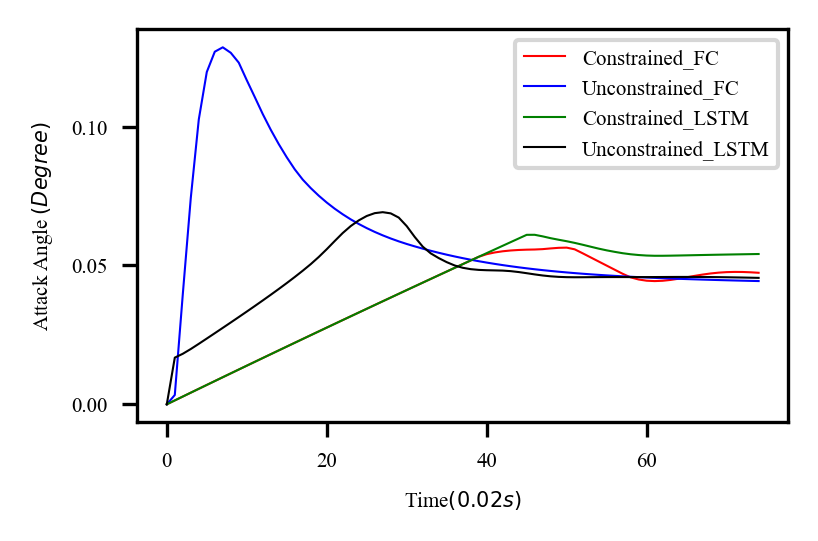 Constrained_FC
Unconstrained_FC
Constrained_LSTM
Unconstrained_LSTM
0.10
0.05
0.00
Attack Angle (Degree)
0 20 40 60
Time(0.02s)